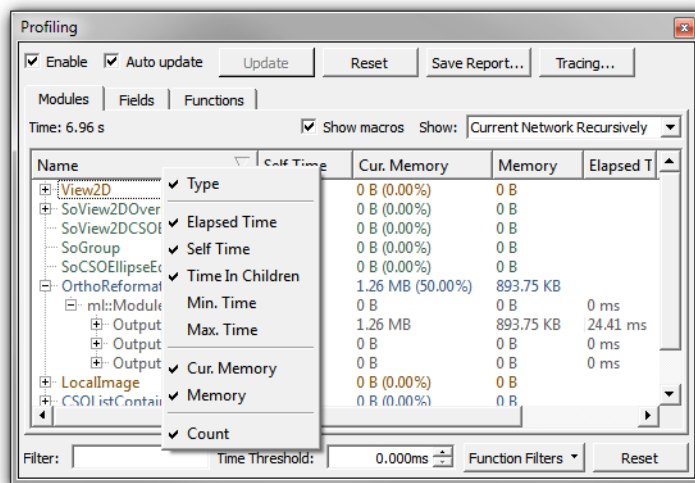 Profiling
Enable Auto update Update Reset Save Report... Tracing...
Modules Fields Functions
Time: 6.96 s Show macros Show: Current Network Recursively
Name Self Time Cur. Memory Memory Elapsed T
View2D 0 B (0.00%) 0 B
SoView2DOver 0 B (0.00%) 0 B
SoView2DCSOE 0 B (0.00%) 0 B
SoGroup 0 B (0.00%) 0 B
SoCSOEllipseEd 0 B (0.00%) 0 B
OrthoReformat 1.26 MB (50.00%) 893.75 KB
ml::Module 0 B 0 B 0 ms
Output 1.26 MB 893.75 KB 24.41 ms
Output 0 B 0 B 0 ms
Output 0 B 0 B 0 ms
LocalImage 0 B (0.00%) 0 B
CSOListContai 0 B (0.00%) 0 B
Type
Elapsed Time
Self Time
Time In Children
Min. Time
Max. Time
Cur. Memory
Memory
Count
Filter: Time Threshold: 0.000ms Function Filters Reset